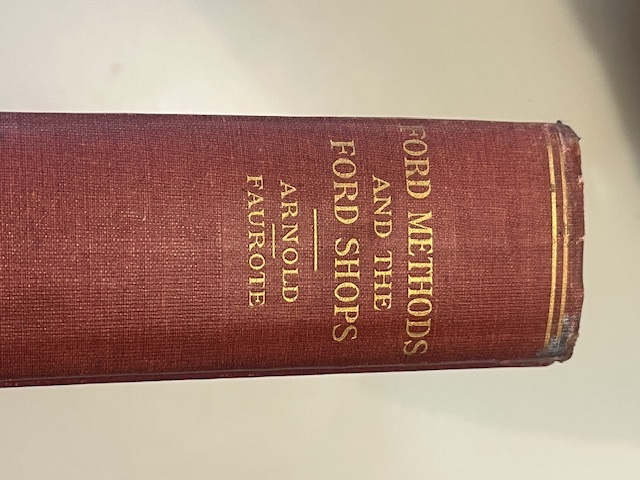 FORD METHODS
AND THE
FORD SHOPS
ARNOLD
FAUROTE